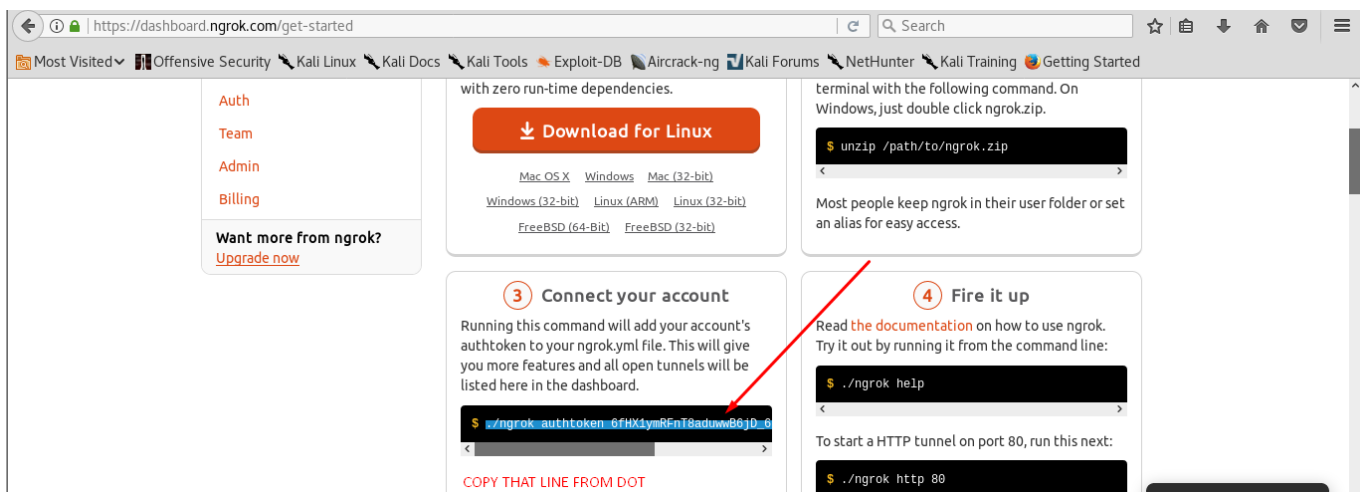 https://dashboard.ngrok.com/get-started
Search
Most Visited Offensive Security Kali Linux Kali Docs Kali Tools Exploit-DB Aircrack-ng Kali Forums NetHunter Kali Training Getting Started
Auth
Team
Admin
Billing
Want more from ngrok?
Upgrade now
with zero run-time dependencies.
Download for Linux
Mac OS X Windows Mac (32-bit)
Windows (32-bit) Linux (ARM) Linux (32-bit)
FreeBSD (64-Bit) FreeBSD (32-bit)
terminal with the following command. On
Windows, just double click ngrok.zip.
$ unzip /path/to/ngrok.zip
Most people keep ngrok in their user folder or set
an alias for easy access.
3 Connect your account
Running this command will add your account's
authtoken to your ngrok.yml file. This will give
you more features and all open tunnels will be
listed here in the dashboard.
$ ./ngrok authtoken 6fHX1ymRFnT8aduwwB6jD_6
COPY THAT LINE FROM DOT
4 Fire it up
Read the documentation on how to use ngrok.
Try it out by running it from the command line:
$ ./ngrok help
To start a HTTP tunnel on port 80, run this next:
$ ./ngrok http 80